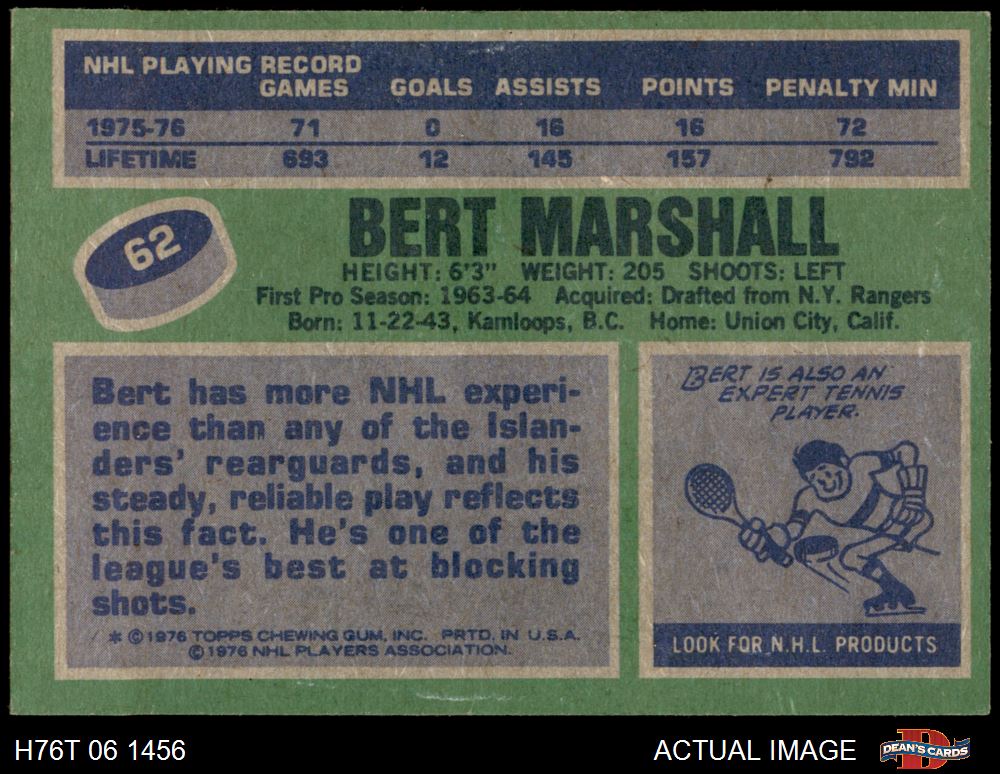 NHL PLAYING RECORD
GAMES GOALS ASSISTS POINTS PENALTY MIN
1975-76 71 0 16 16 72
LIFETIME 693 12 145 157 792
62
BERT MARSHALL
HEIGHT: 6'3" WEIGHT: 205 SHOOTS: LEFT
First Pro Season: 1963-64 Acquired: Drafted from N.Y. Rangers
Born: 11-22-43, Kamloops, B.C. Home: Union City, Calif.
Bert has more NHL experi-
ence than any of the Islan-
ders' rearguards, and his
steady, reliable play reflects
this fact. He's one of the
league's best at blocking
shots.
* © 1976 TOPPS CHEWING GUM, INC. PRTD. IN U.S.A.
© 1976 NHL PLAYERS ASSOCIATION.
BERT IS ALSO AN
EXPERT TENNIS
PLAYER.
LOOK FOR N.H.L. PRODUCTS
H76T 06 1456
ACTUAL IMAGE
DEAN'S CARDS